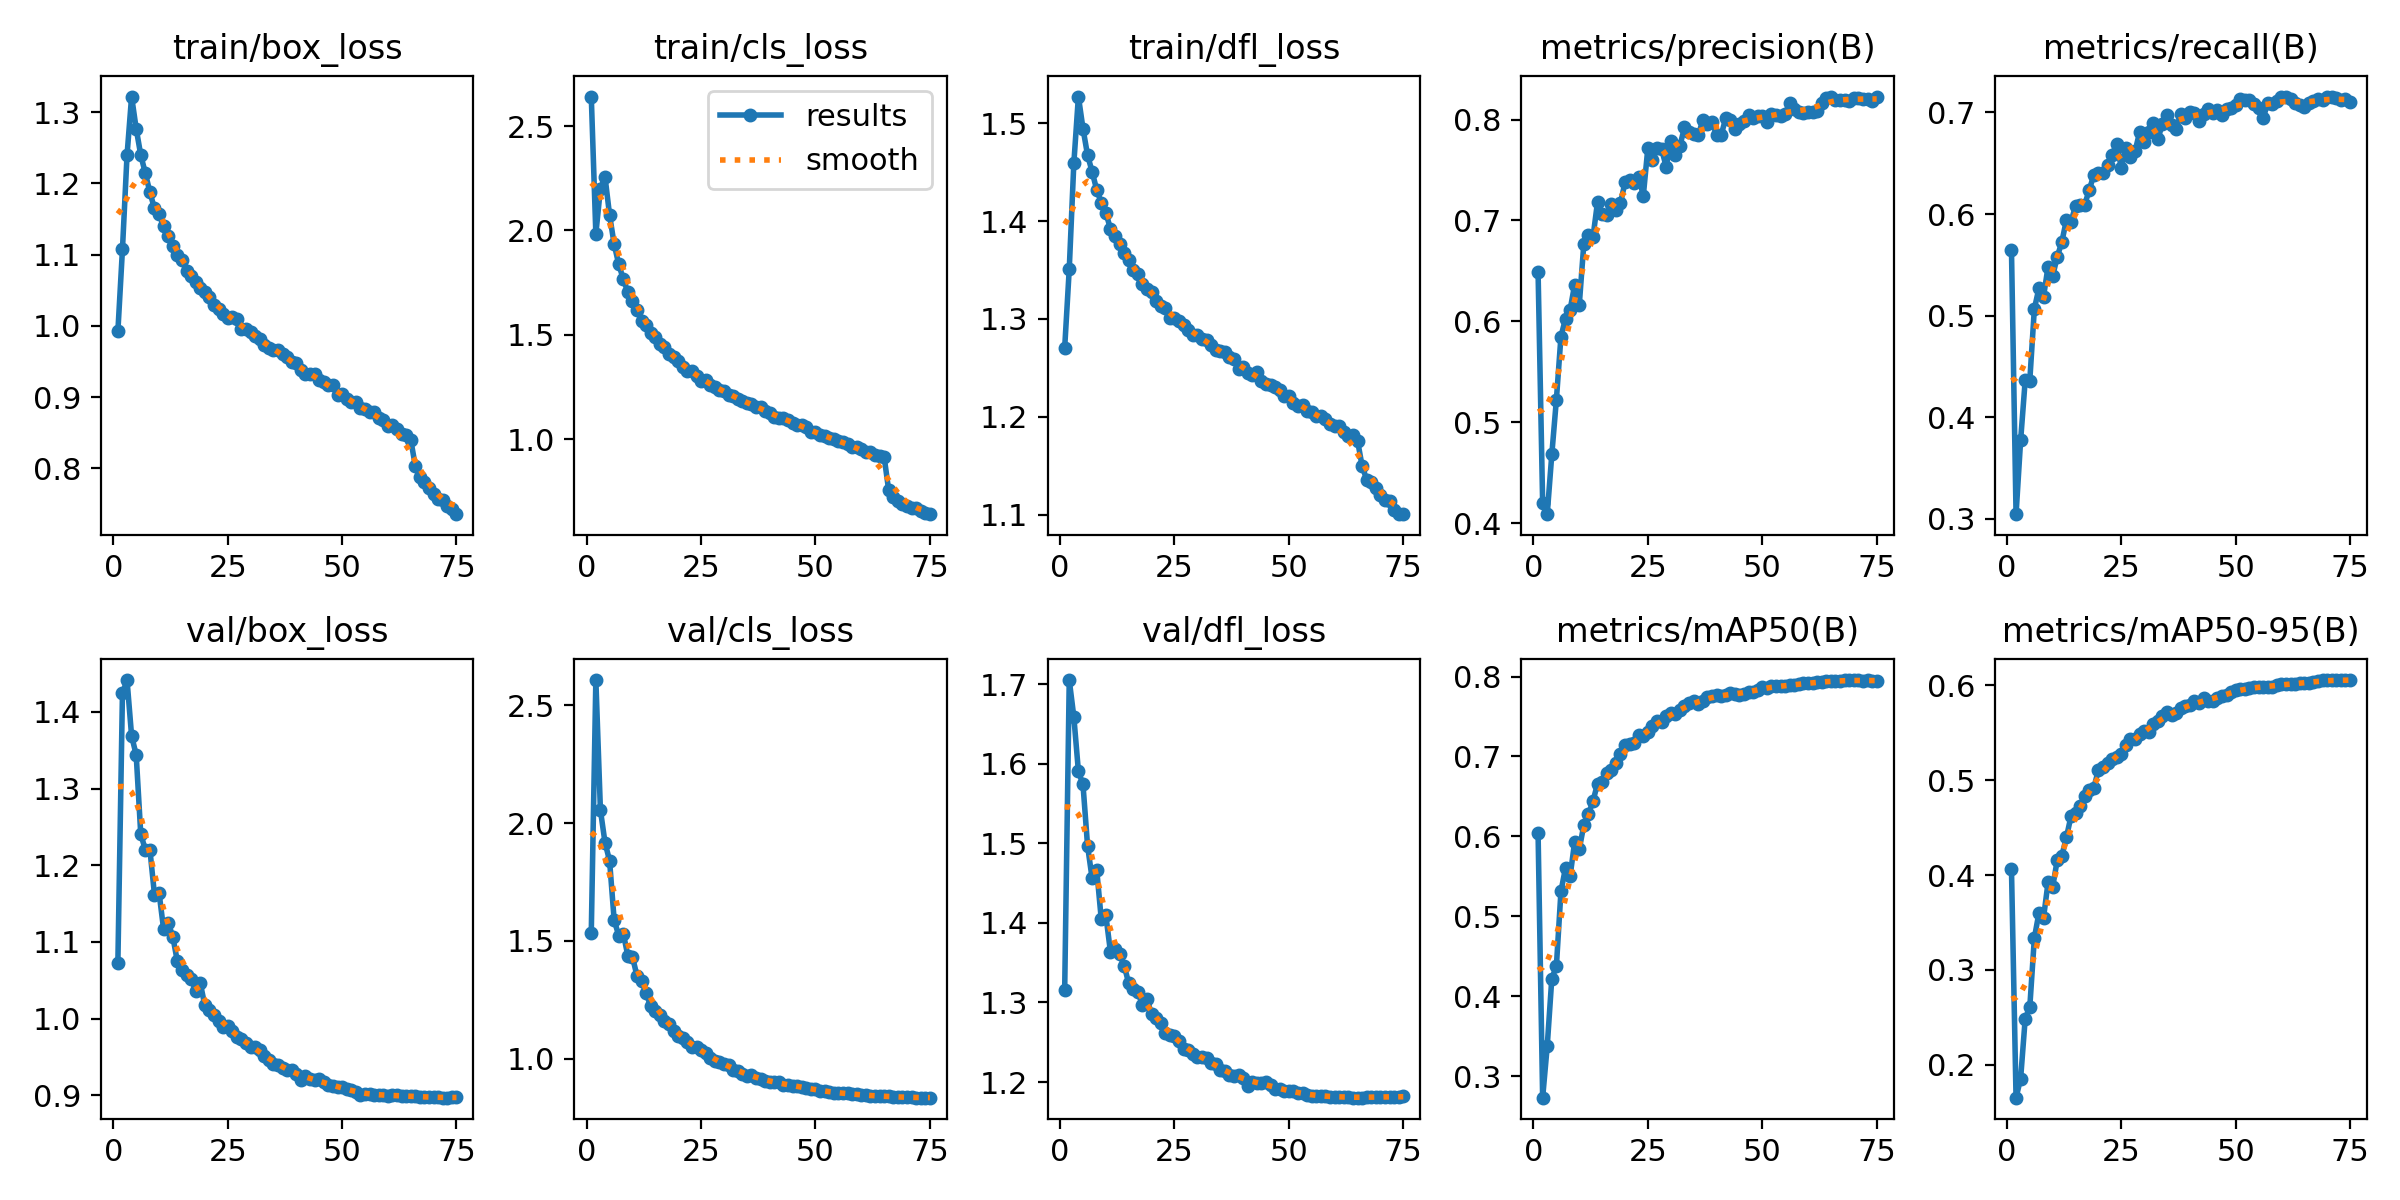 train/box_loss
train/cls_loss
train/dfl_loss
metrics/precision(B)
metrics/recall(B)
1.3
1.2
1.1
1.0
0.9
0.8
0 25 50 75
results
smooth
2.5
2.0
1.5
1.0
0 25 50 75
1.5
1.4
1.3
1.2
1.1
0 25 50 75
0.8
0.7
0.6
0.5
0.4
0 25 50 75
0.7
0.6
0.5
0.4
0.3
0 25 50 75
val/box_loss
val/cls_loss
val/dfl_loss
metrics/mAP50(B)
metrics/mAP50-95(B)
1.4
1.3
1.2
1.1
1.0
0.9
0 25 50 75
2.5
2.0
1.5
1.0
0 25 50 75
1.7
1.6
1.5
1.4
1.3
1.2
0 25 50 75
0.8
0.7
0.6
0.5
0.4
0.3
0 25 50 75
0.6
0.5
0.4
0.3
0.2
0 25 50 75